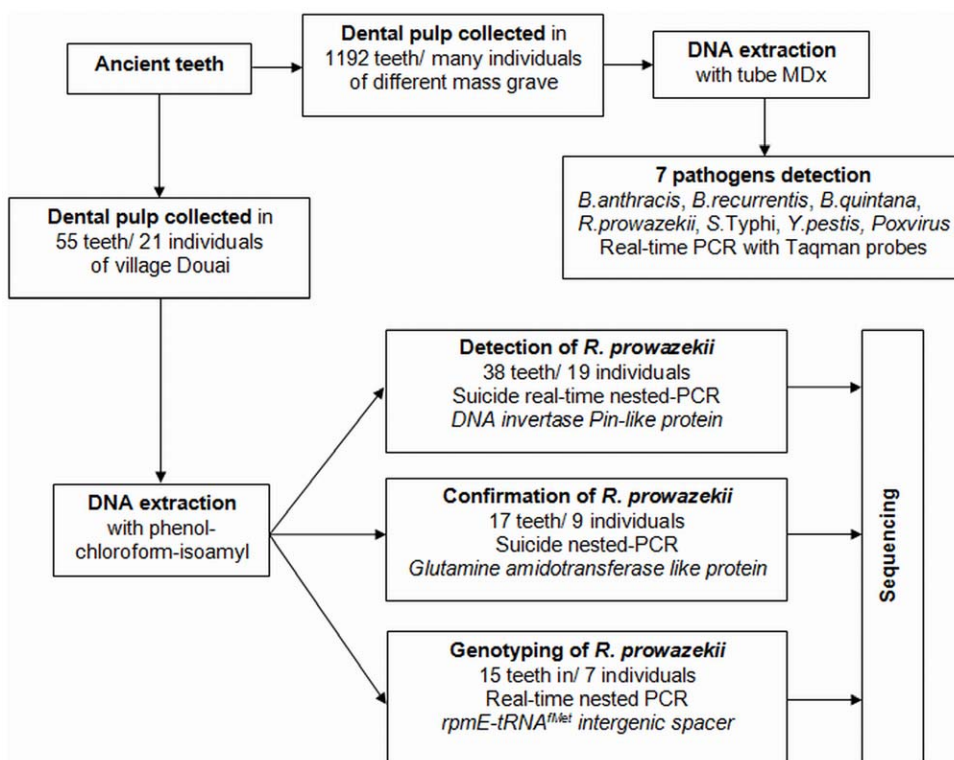 Ancient teeth
Dental pulp collected in
1192 teeth/ many individuals
of different mass grave
DNA extraction
with tube MDx
7 pathogens detection
B.anthracis, B.recurrentis, B.quintana,
R.prowazekii, S.Typhi, Y.pestis, Poxvirus
Real-time PCR with Taqman probes
Dental pulp collected in
55 teeth/ 21 individuals
of village Douai
DNA extraction
with phenol-
chloroform-isoamyl
Detection of R. prowazekii
38 teeth/ 19 individuals
Suicide real-time nested-PCR
DNA invertase Pin-like protein
Confirmation of R. prowazekii
17 teeth/ 9 individuals
Suicide nested-PCR
Glutamine amidotransferase like protein
Genotyping of R. prowazekii
15 teeth in/ 7 individuals
Real-time nested PCR
rpmE-tRNAfMet intergenic spacer
Sequencing